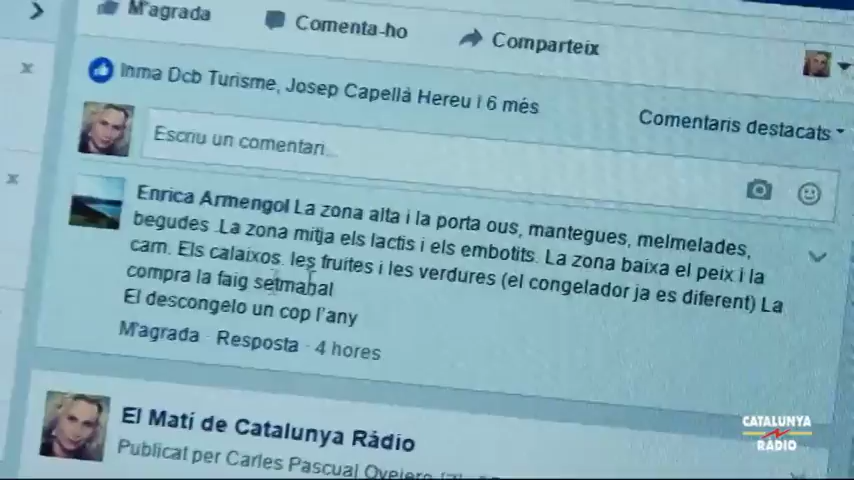 M'agrada Comenta-ho Comparteix
Inma Dcb Turisme, Josep Capellà Hereu i 6 més
Comentaris destacats
Escriu un comentari...
Enrica Armengol La zona alta i la porta ous, mantegues, melmelades,
begudes .La zona mitja els lactis i els embotits. La zona baixa el peix i la
carn. Els calaixos. les fruites i les verdures (el congelador ja es diferent) La
compra la faig setmanal
El descongelo un cop l'any
M'agrada · Resposta · 4 hores
El Matí de Catalunya Ràdio
Publicat per Carles Pascual
CATALUNYA
RÀDIO